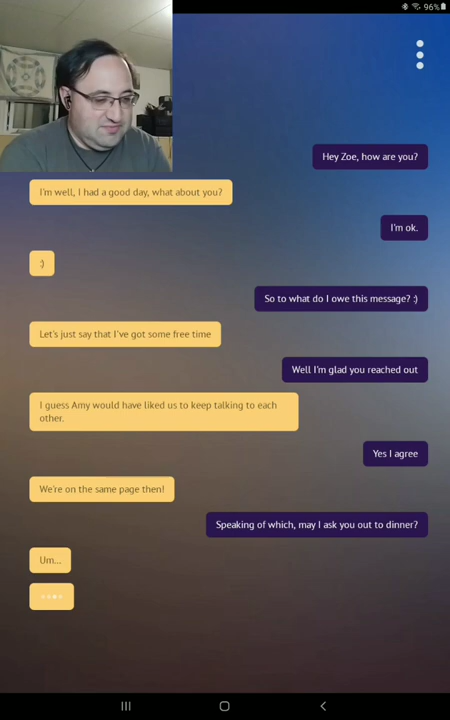 96%
Hey Zoe, how are you?
I'm well, I had a good day, what about you?
I'm ok.
:)
So to what do I owe this message? :)
Let's just say that I've got some free time
Well I'm glad you reached out
I guess Amy would have liked us to keep talking to each
other.
Yes I agree
We're on the same page then!
Speaking of which, may I ask you out to dinner?
Um...